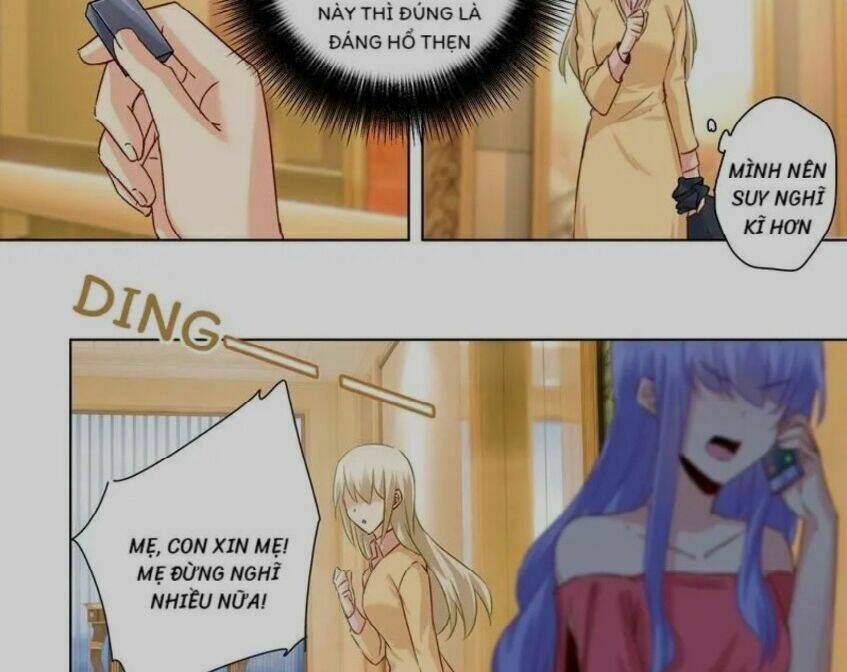 NÀY THÌ ĐÚNG LÀ
ĐÁNG HỔ THẸN
MÌNH NÊN
SUY NGHĨ
KĨ HƠN
DING
MẸ, CON XIN MẸ!
MẸ ĐỪNG NGHĨ
NHIỀU NỮA!